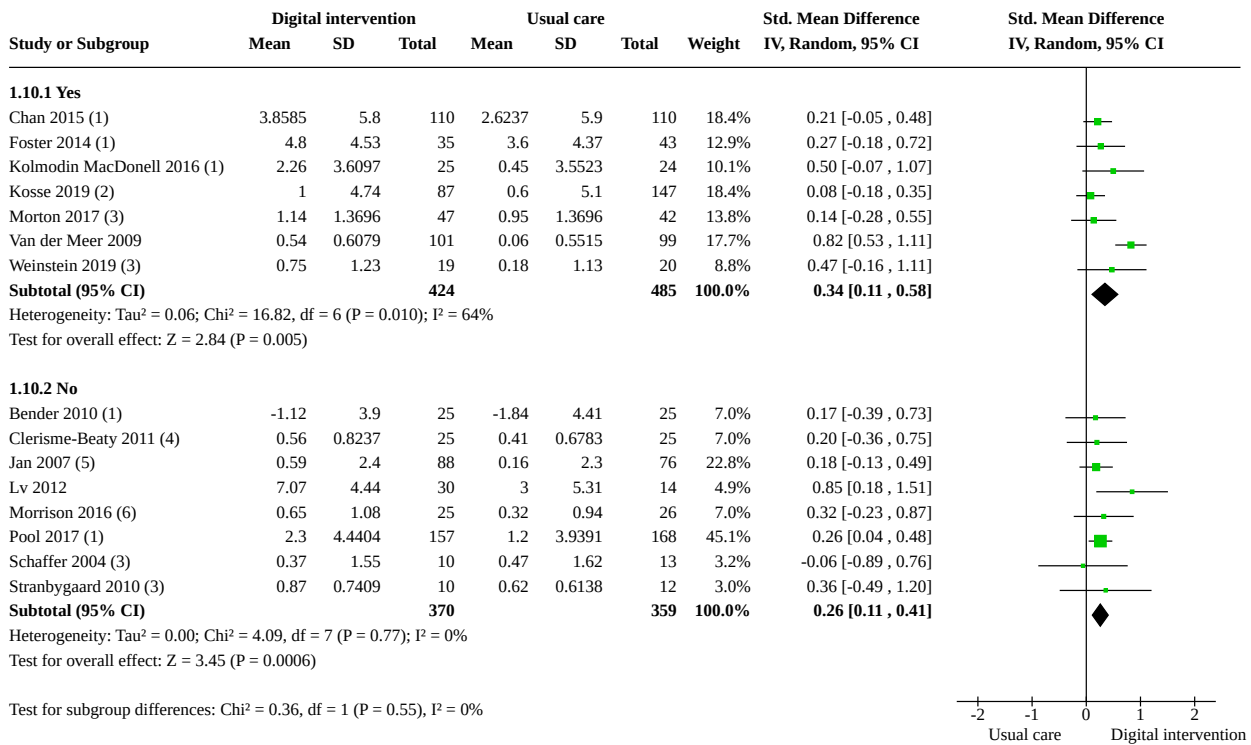 Digital intervention Usual care Std. Mean Difference Std. Mean Difference
Study or Subgroup Mean SD Total Mean SD Total Weight IV, Random, 95% CI IV, Random, 95% CI
1.10.1 Yes
Chan 2015 (1) 3.8585 5.8 110 2.6237 5.9 110 18.4% 0.21 [-0.05 , 0.48]
Foster 2014 (1) 4.8 4.53 35 3.6 4.37 43 12.9% 0.27 [-0.18 , 0.72]
Kolmodin MacDonell 2016 (1) 2.26 3.6097 25 0.45 3.5523 24 10.1% 0.50 [-0.07 , 1.07]
Kosse 2019 (2) 1 4.74 87 0.6 5.1 147 18.4% 0.08 [-0.18 , 0.35]
Morton 2017 (3) 1.14 1.3696 47 0.95 1.3696 42 13.8% 0.14 [-0.28 , 0.55]
Van der Meer 2009 0.54 0.6079 101 0.06 0.5515 99 17.7% 0.82 [0.53 , 1.11]
Weinstein 2019 (3) 0.75 1.23 19 0.18 1.13 20 8.8% 0.47 [-0.16 , 1.11]
Subtotal (95% CI) 424 485 100.0% 0.34 [0.11 , 0.58]
Heterogeneity: Tau² = 0.06; Chi² = 16.82, df = 6 (P = 0.010); I² = 64%
Test for overall effect: Z = 2.84 (P = 0.005)
1.10.2 No
Bender 2010 (1) -1.12 3.9 25 -1.84 4.41 25 7.0% 0.17 [-0.39 , 0.73]
Clerisme-Beaty 2011 (4) 0.56 0.8237 25 0.41 0.6783 25 7.0% 0.20 [-0.36 , 0.75]
Jan 2007 (5) 0.59 2.4 88 0.16 2.3 76 22.8% 0.18 [-0.13 , 0.49]
Lv 2012 7.07 4.44 30 3 5.31 14 4.9% 0.85 [0.18 , 1.51]
Morrison 2016 (6) 0.65 1.08 25 0.32 0.94 26 7.0% 0.32 [-0.23 , 0.87]
Pool 2017 (1) 2.3 4.4404 157 1.2 3.9391 168 45.1% 0.26 [0.04 , 0.48]
Schaffer 2004 (3) 0.37 1.55 10 0.47 1.62 13 3.2% -0.06 [-0.89 , 0.76]
Stranbygaard 2010 (3) 0.87 0.7409 10 0.62 0.6138 12 3.0% 0.36 [-0.49 , 1.20]
Subtotal (95% CI) 370 359 100.0% 0.26 [0.11 , 0.41]
Heterogeneity: Tau² = 0.00; Chi² = 4.09, df = 7 (P = 0.77); I² = 0%
Test for overall effect: Z = 3.45 (P = 0.0006)
Test for subgroup differences: Chi² = 0.36, df = 1 (P = 0.55), I² = 0%
-2 -1 0 1 2
Usual care Digital intervention